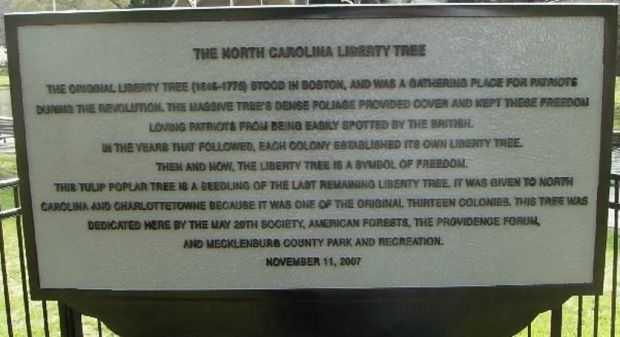 THE NORTH CAROLINA LIBERTY TREE
THE ORIGINAL LIBERTY TREE (1646-1775) STOOD IN BOSTON, AND WAS A GATHERING PLACE FOR PATRIOTS
DURING THE REVOLUTION. THE MASSIVE TREE'S DENSE FOLIAGE PROVIDED COVER AND KEPT THESE FREEDOM
LOVING PATRIOTS FROM BEING EASILY SPOTTED BY THE BRITISH.
IN THE YEARS THAT FOLLOWED, EACH COLONY ESTABLISHED ITS OWN LIBERTY TREE.
THEN AND NOW, THE LIBERTY TREE IS A SYMBOL OF FREEDOM.
THIS TULIP POPLAR TREE IS A SEEDLING OF THE LAST REMAINING LIBERTY TREE. IT WAS GIVEN TO NORTH
CAROLINA AND CHARLOTTETOWNE BECAUSE IT WAS ONE OF THE ORIGINAL THIRTEEN COLONIES. THIS TREE WAS
DEDICATED HERE BY THE MAY 20TH SOCIETY, AMERICAN FORESTS, THE PROVIDENCE FORUM,
AND MECKLENBURG COUNTY PARK AND RECREATION.
NOVEMBER 11, 2007